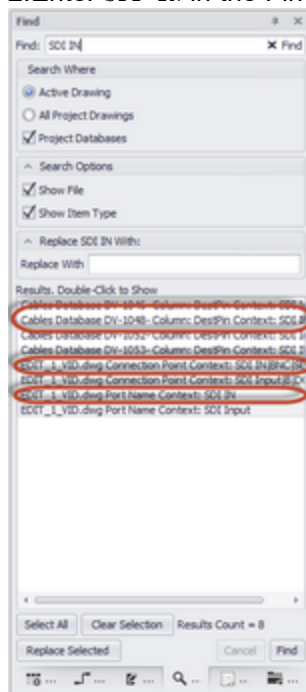 Find
Find: SDI IN Find
Search Where
Active Drawing
All Project Drawings
Project Databases
Search Options
Show File
Show Item Type
Replace SDI IN With:
Replace With
Results. Double-Click to Show
Cables Database DV-1048- Column: DestPin Context: SDI
Cables Database DV-1052- Column: DestPin Context: SDI
Cables Database DV-1053- Column: DestPin Context: SDI
EDIT_1_VID.dwg Connection Point Context: SDI IN|BNC|
EDIT_1_VID.dwg Connection Point Context: SDI Input|
EDIT_1_VID.dwg Port Name Context: SDI IN
EDIT_1_VID.dwg Port Name Context: SDI Input
Select All Clear Selection Results Count = 8
Replace Selected Cancel Find